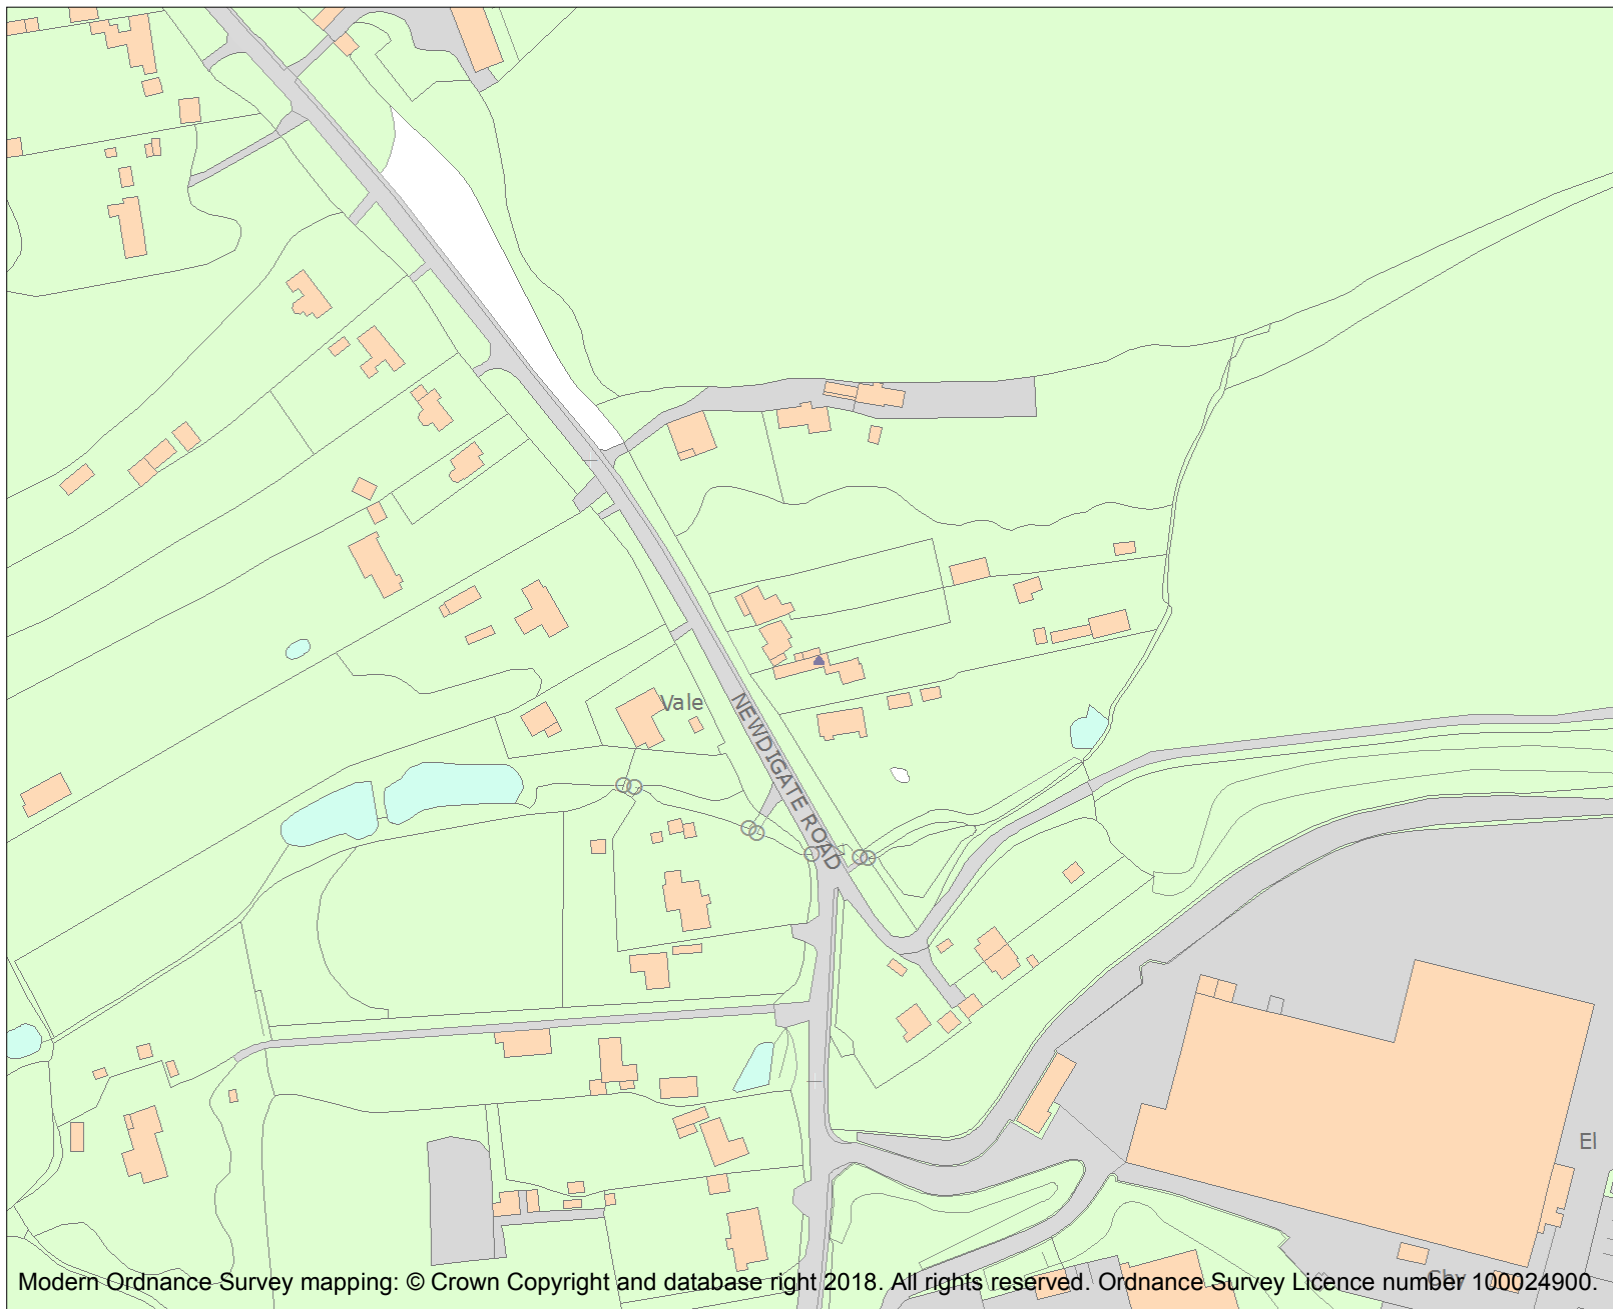 Vale
NEWDIGATE ROAD
El
Chy
Modern Ordnance Survey mapping: © Crown Copyright and database right 2018. All rights reserved. Ordnance Survey Licence number 100024900.